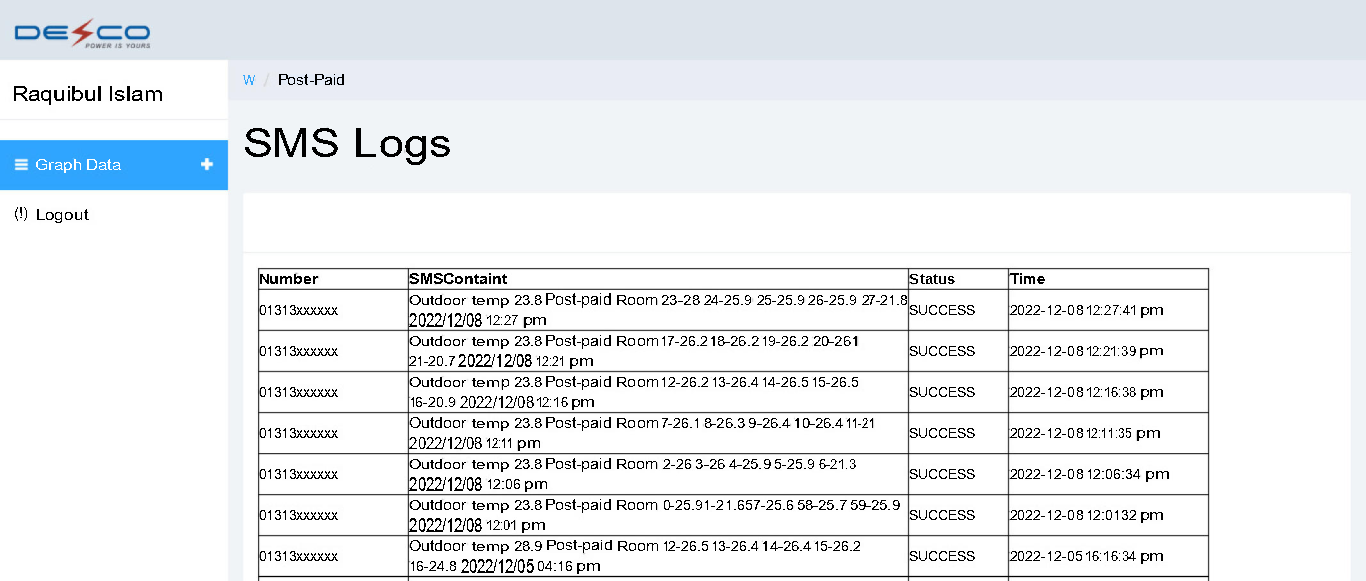 DESCO
POWER IS YOURS
Raquibul Islam
W / Post-Paid
Graph Data
Logout
SMS Logs
Number SMSContaint Status Time
01313xxxxxx Outdoor temp 23.8 Post-paid Room 23-28 24-25.9 25-25.9 26-25.9 27-21.8 SUCCESS 2022-12-08 12:27:41 pm
2022/12/08 12:27 pm
01313xxxxxx Outdoor temp 23.8 Post-paid Room 17-26.2 18-26.2 19-26.2 20-261 SUCCESS 2022-12-08 12:21:39 pm
21-20.7 2022/12/08 12:21 pm
01313xxxxxx Outdoor temp 23.8 Post-paid Room 12-26.2 13-26.4 14-26.5 15-26.5 SUCCESS 2022-12-08 12:16:38 pm
16-20.9 2022/12/08 12:16 pm
01313xxxxxx Outdoor temp 23.8 Post-paid Room 7-26.1 8-26.3 9-26.4 10-26.4 11-21 SUCCESS 2022-12-08 12:11:35 pm
2022/12/08 12:11 pm
01313xxxxxx Outdoor temp 23.8 Post-paid Room 2-26 3-26 4-25.9 5-25.9 6-21.3 SUCCESS 2022-12-08 12:06:34 pm
2022/12/08 12:06 pm
01313xxxxxx Outdoor temp 23.8 Post-paid Room 0-25.91-21.657-25.6 58-25.7 59-25.9 SUCCESS 2022-12-08 12:0132 pm
2022/12/08 12:01 pm
01313xxxxxx Outdoor temp 28.9 Post-paid Room 12-26.5 13-26.4 14-26.4 15-26.2 SUCCESS 2022-12-05 16:16:34 pm
16-24.8 2022/12/05 04:16 pm